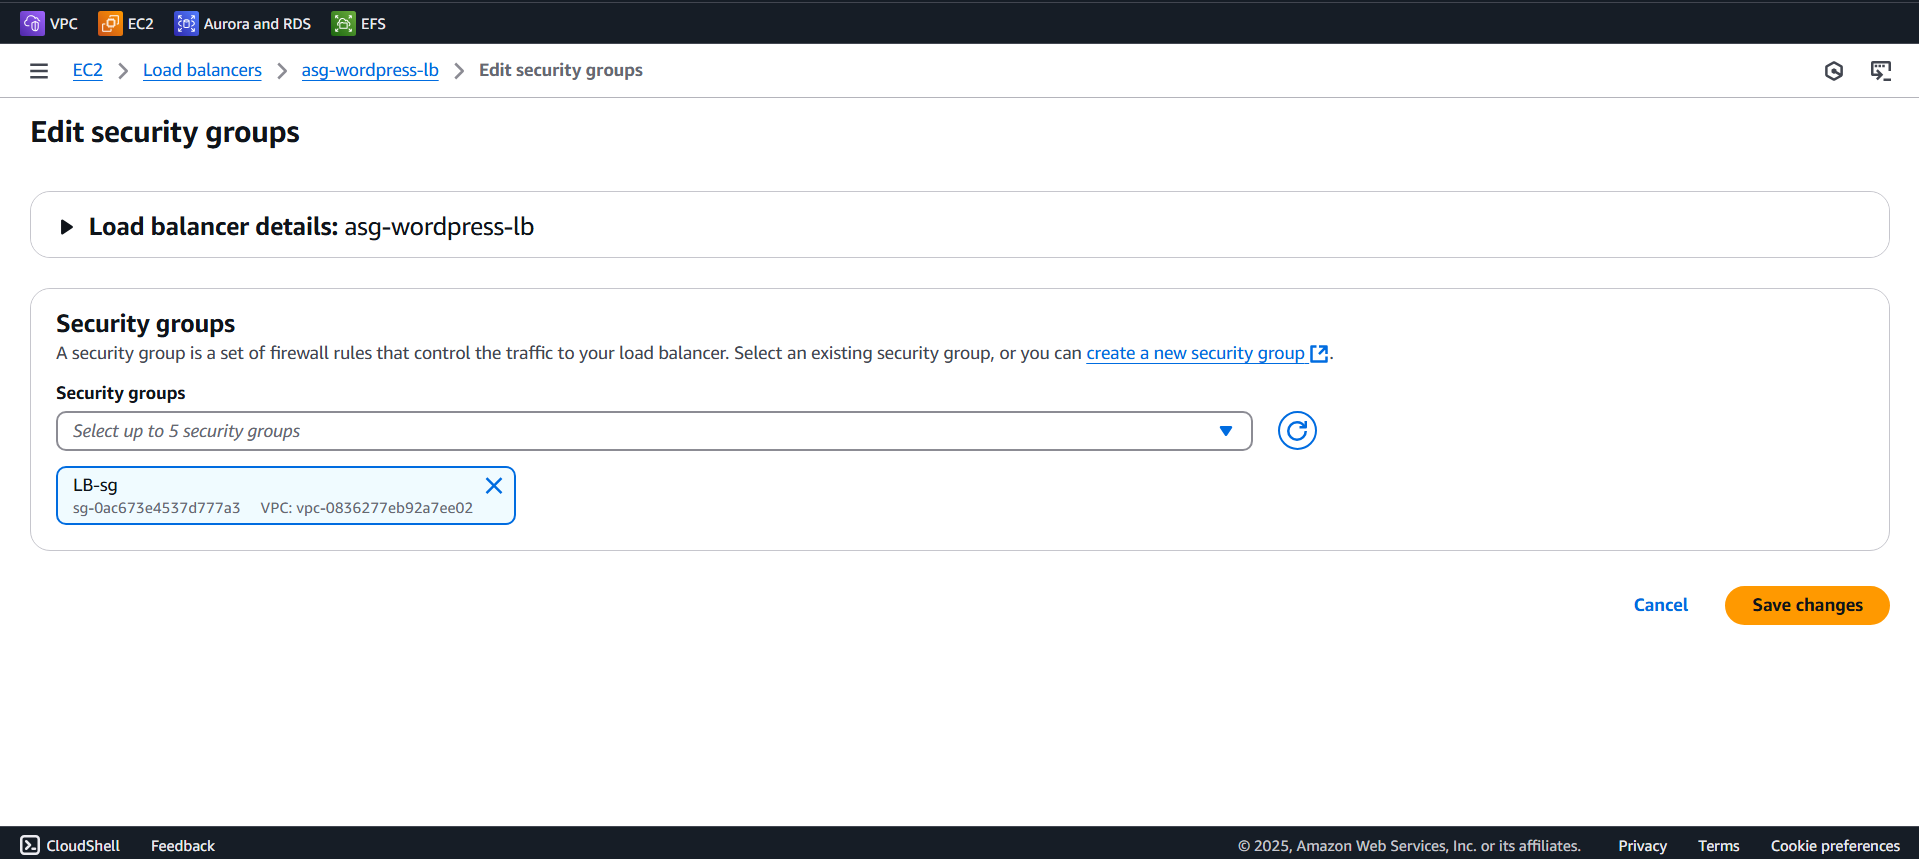 VPC EC2 Aurora and RDS EFS
EC2 Load balancers asg-wordpress-lb Edit security groups
Edit security groups
Load balancer details: asg-wordpress-lb
Security groups
A security group is a set of firewall rules that control the traffic to your load balancer. Select an existing security group, or you can create a new security group.
Security groups
Select up to 5 security groups
LB-sg
sg-0ac673e4537d777a3 VPC: vpc-0836277eb92a7ee02
Cancel Save changes
CloudShell Feedback © 2025, Amazon Web Services, Inc. or its affiliates. Privacy Terms Cookie preferences